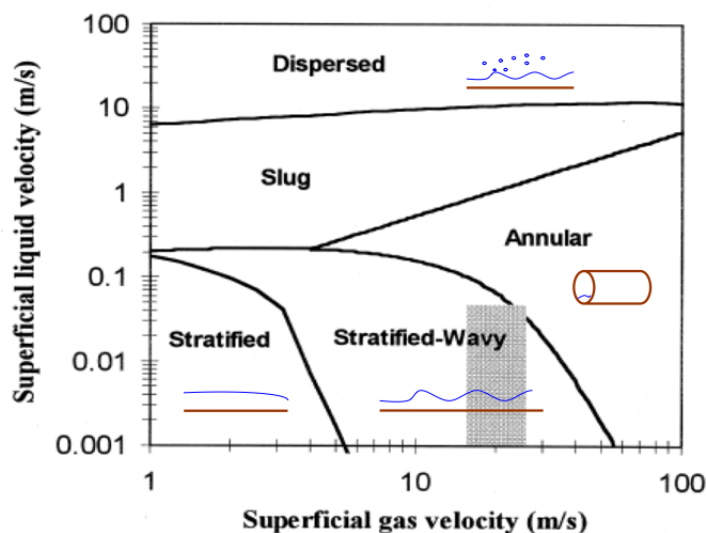 100
Dispersed
10
Slug
1
Annular
0.1
Stratified
Stratified-Wavy
0.01
0.001
1
10
100
Superficial gas velocity (m/s)
Superficial liquid velocity (m/s)